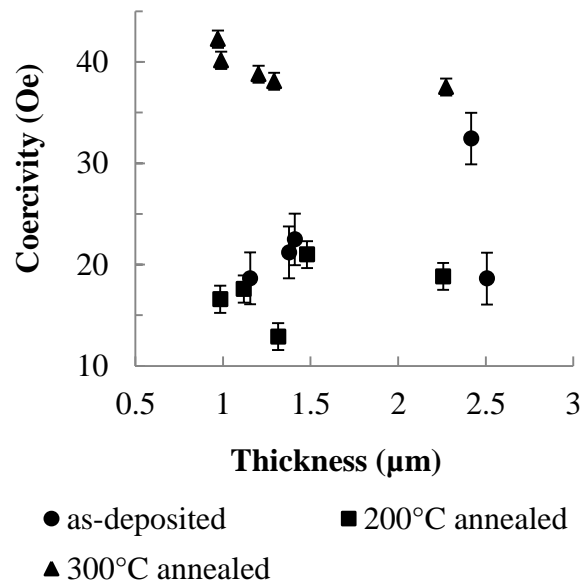 40
30
20
10
Coercivity (Oe)
0.5 1 1.5 2 2.5 3
Thickness (µm)
as-deposited 200°C annealed
300°C annealed